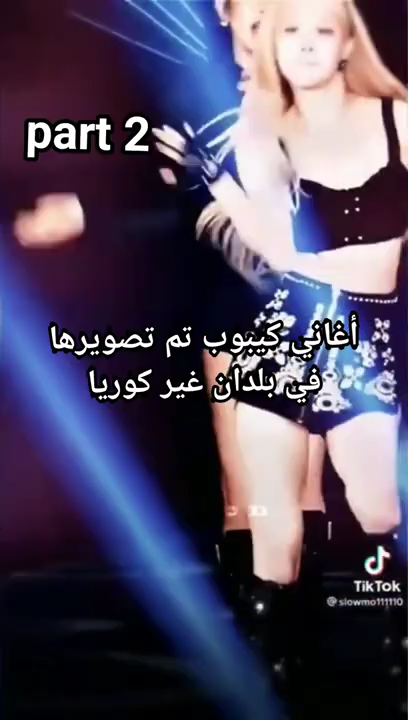 part 2
أغاني كيبوب تم تصويرها
في بلدان غير كوريا
TikTok
@slowmo111110